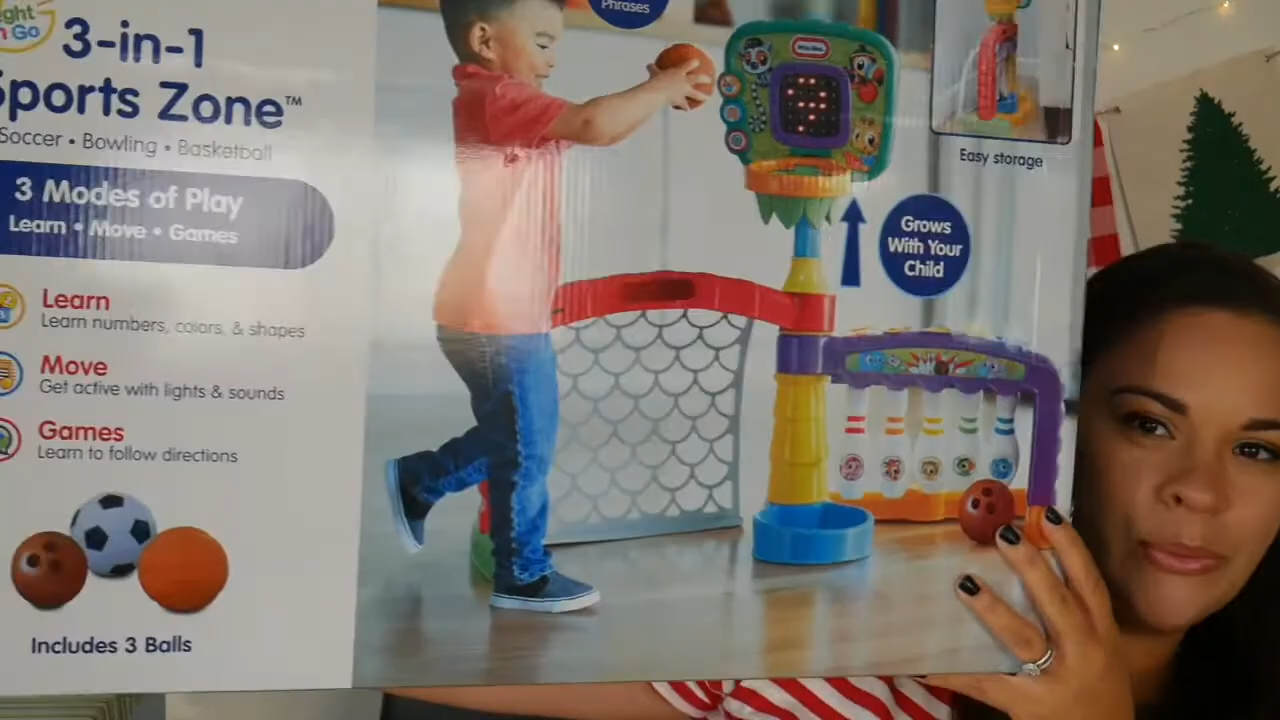 ght
n Go
3-in-1
Sports Zone™
Soccer • Bowling • Basketball
3 Modes of Play
Learn • Move • Games
Learn
Learn numbers, colors, & shapes
Move
Get active with lights & sounds
Games
Learn to follow directions
Includes 3 Balls
Phrases
Easy storage
Grows
With Your
Child